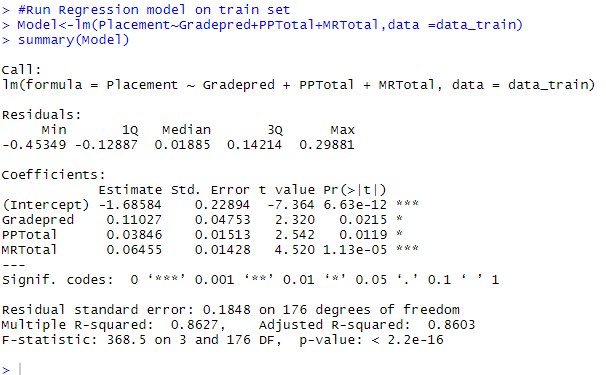 > #Run Regression model on train set
> Model<-lm(Placement~Gradepred+PPTotal+MRTotal,data =data_train)
> summary(Model)
Call:
lm(formula = Placement ~ Gradepred + PPTotal + MRTotal, data = data_train)
Residuals:
     Min       1Q   Median       3Q      Max
-0.45349 -0.12887  0.01885  0.14214  0.29881
Coefficients:
            Estimate Std. Error t value Pr(>|t|)
(Intercept) -1.68584    0.22894  -7.364 6.63e-12 ***
Gradepred    0.11027    0.04753   2.320   0.0215 *
PPTotal      0.03846    0.01513   2.542   0.0119 *
MRTotal      0.06455    0.01428   4.520 1.13e-05 ***
---
Signif. codes:  0 ‘***’ 0.001 ‘**’ 0.01 ‘*’ 0.05 ‘.’ 0.1 ‘ ’ 1
Residual standard error: 0.1848 on 176 degrees of freedom
Multiple R-squared:  0.8627,    Adjusted R-squared:  0.8603
F-statistic: 368.5 on 3 and 176 DF,  p-value: < 2.2e-16
>